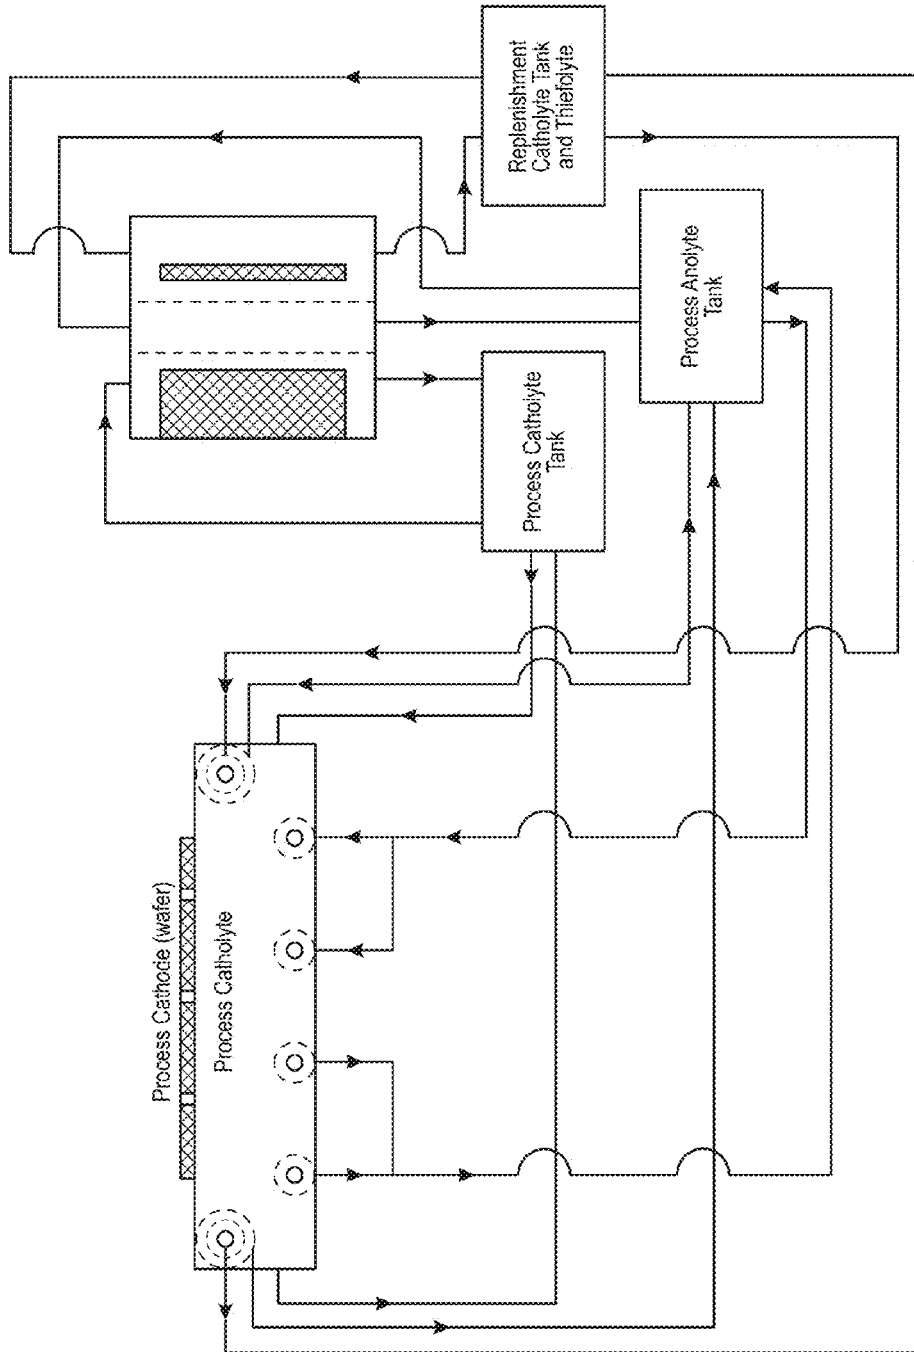 Replenishment
Catholyte Tank
and Thiefolyte
Process Anolyte
Tank
Process Catholyte
Tank
Process Cathode (wafer)
Process Catholyte